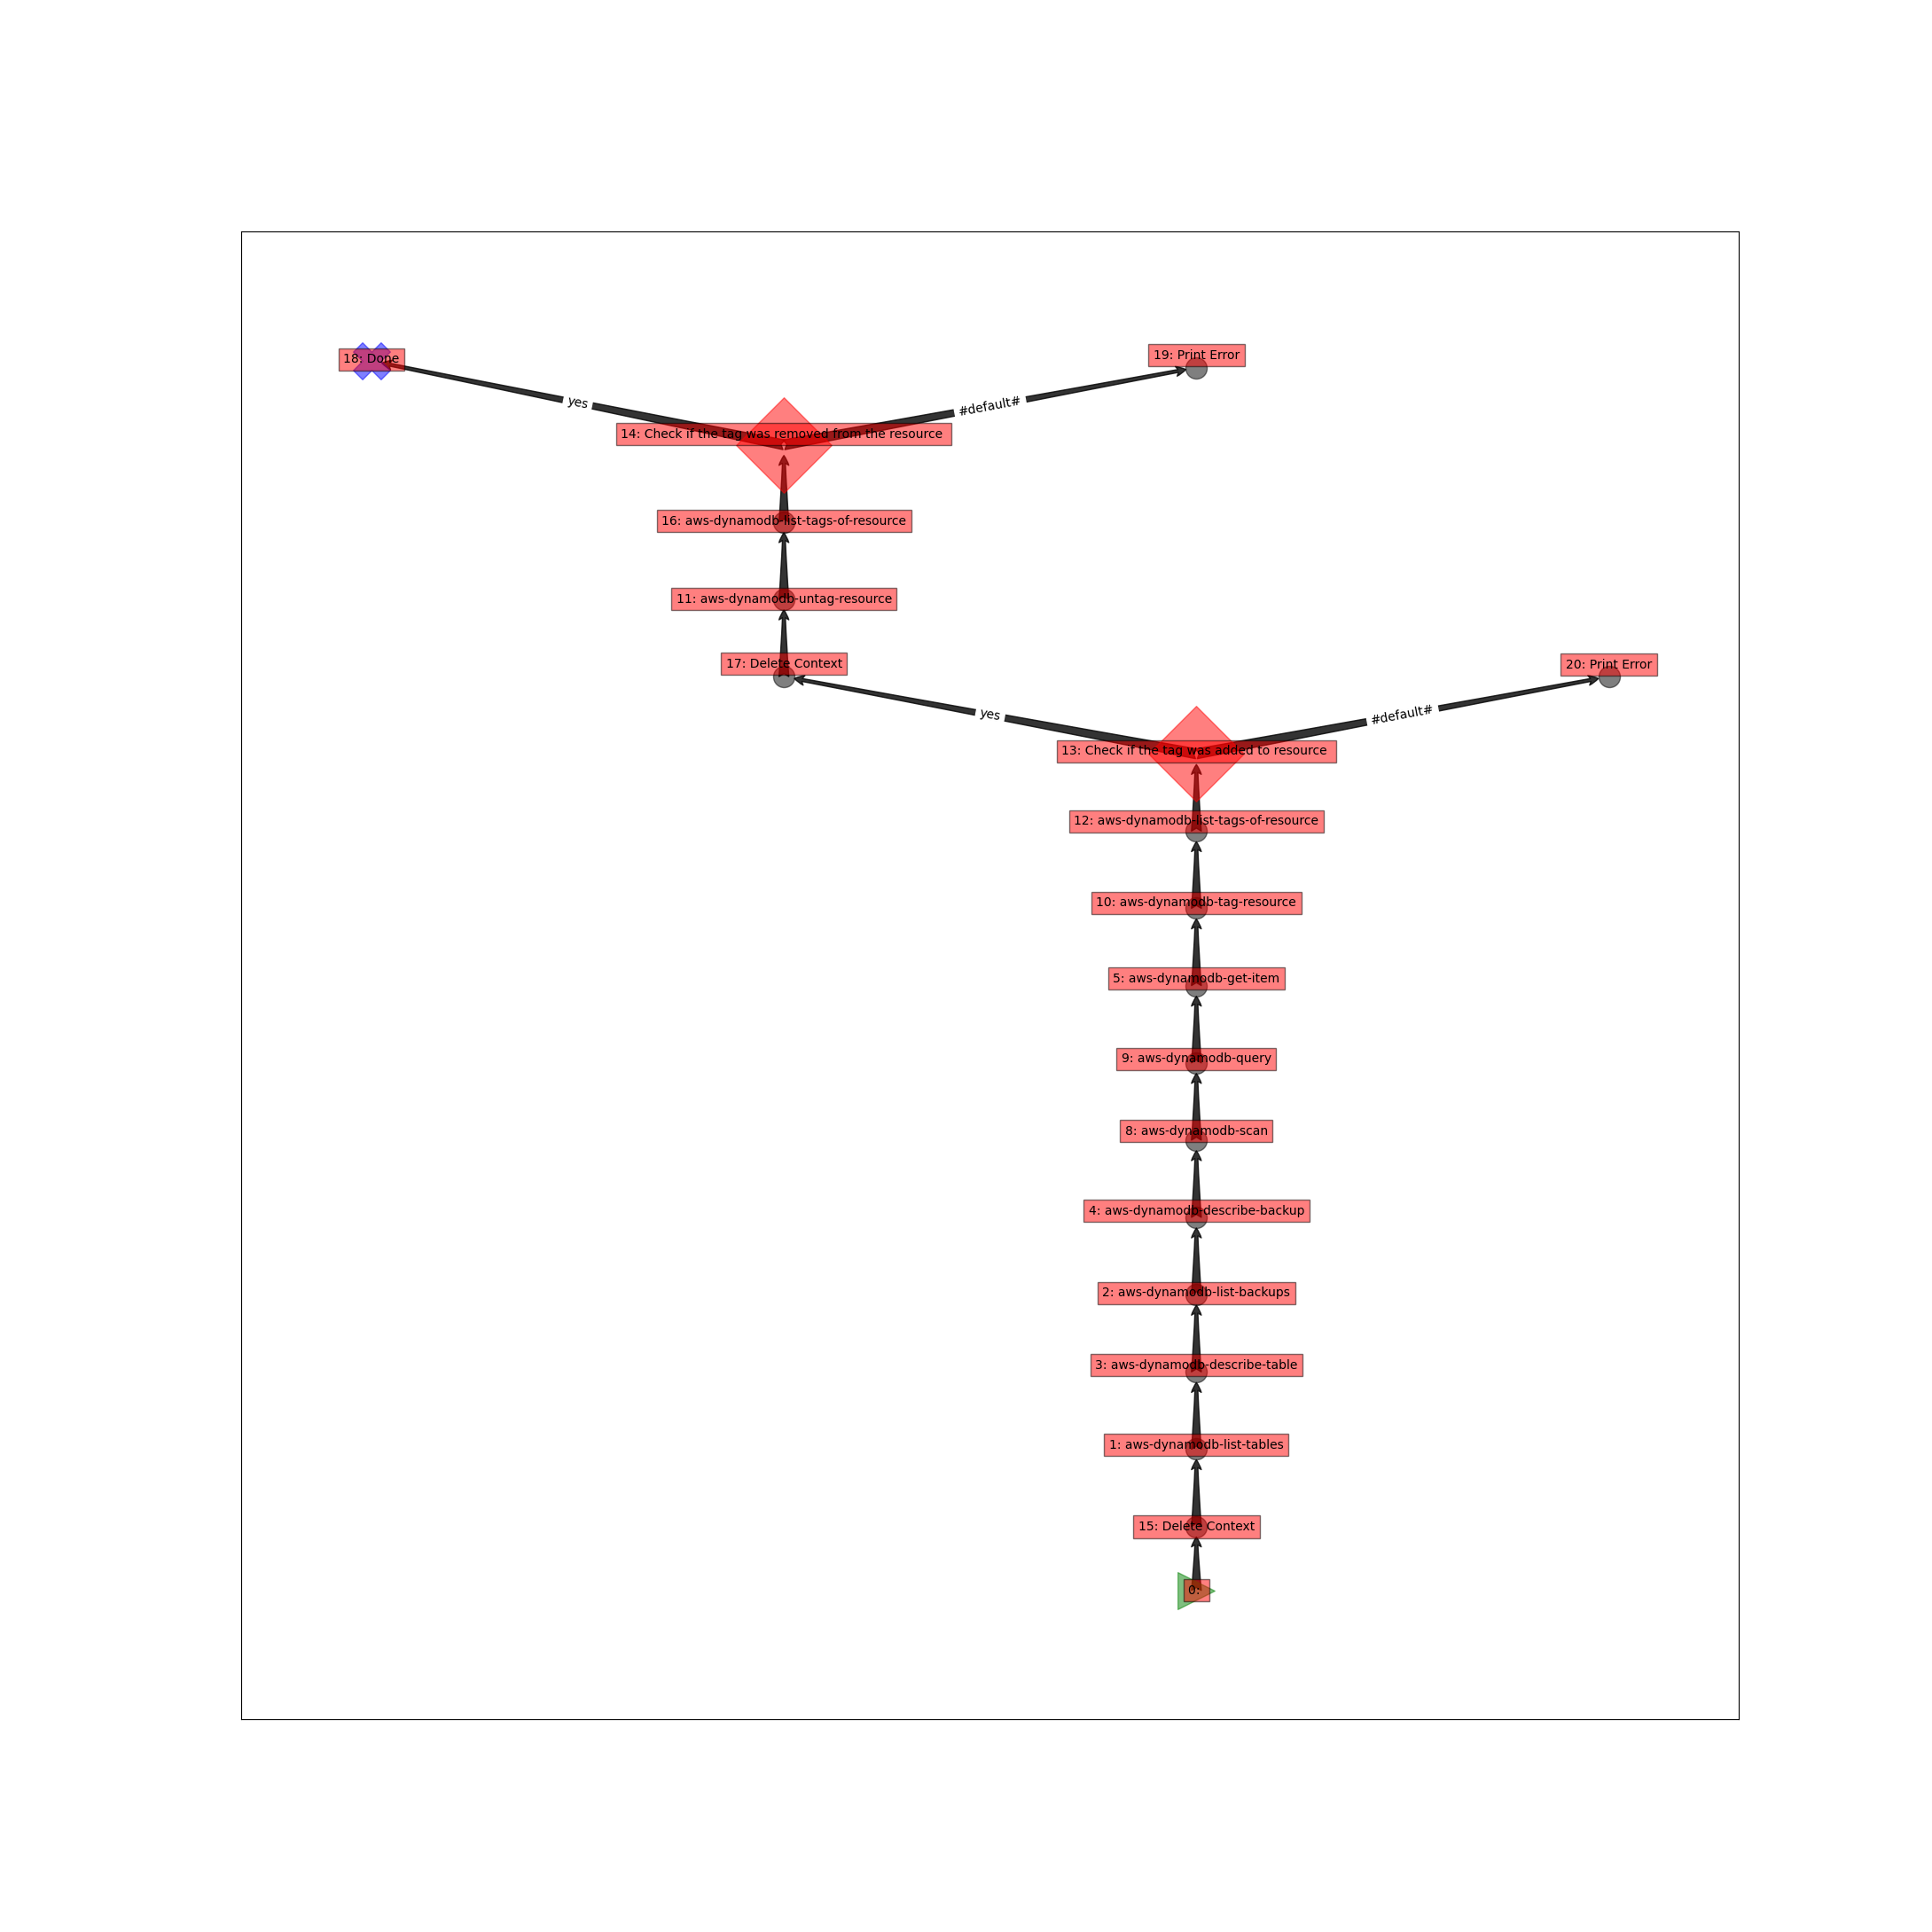 19: Print Error
18: Done
yes
#default#
14: Check if the tag was removed from the resource
16: aws-dynamodb-list-tags-of-resource
11: aws-dynamodb-untag-resource
17: Delete Context
20: Print Error
yes
#default#
13: Check if the tag was added to resource
12: aws-dynamodb-list-tags-of-resource
10: aws-dynamodb-tag-resource
5: aws-dynamodb-get-item
9: aws-dynamodb-query
8: aws-dynamodb-scan
4: aws-dynamodb-describe-backup
2: aws-dynamodb-list-backups
3: aws-dynamodb-describe-table
1: aws-dynamodb-list-tables
15: Delete Context
0: